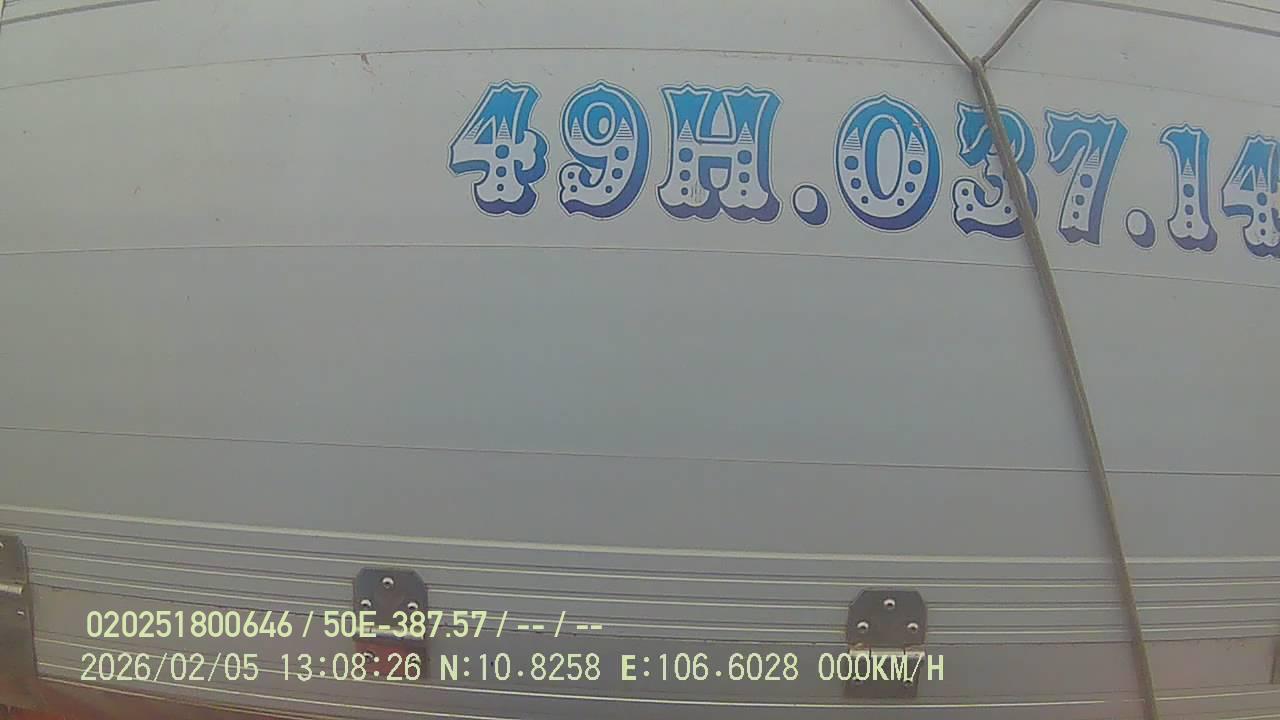 49H.037.14
020251800646 / 50E-387.57 / -- / --
2026/02/05 13:08:26 N:10.8258 E:106.6028 000KM/H